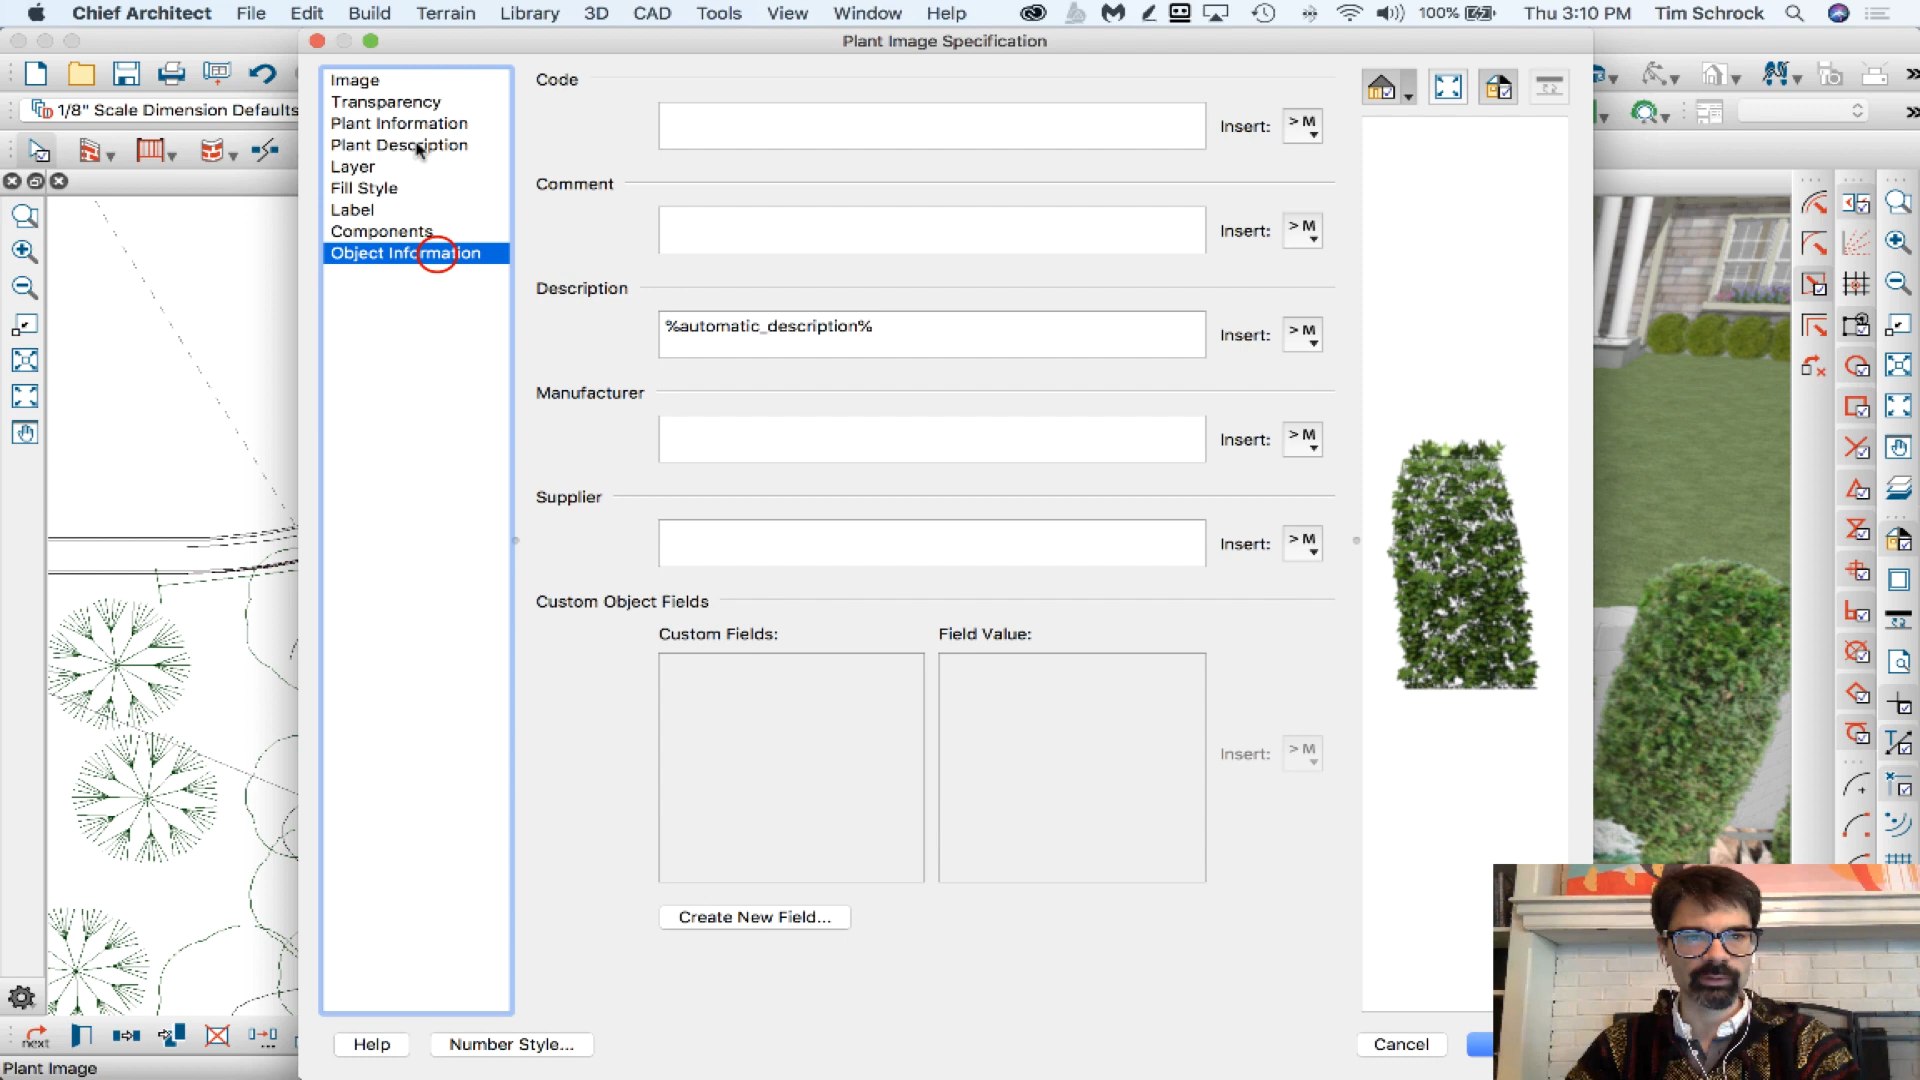 Chief Architect File Edit Build Terrain Library 3D CAD Tools View Window Help 100% Thu 3:10 PM Tim Schrock
Plant Image Specification
1/8" Scale Dimension Defaults
Image
Transparency
Plant Information
Plant Description
Layer
Fill Style
Label
Components
Object Information
Code
Insert: > M
Comment
Insert: > M
Description
%automatic_description%
Insert: > M
Manufacturer
Insert: > M
Supplier
Insert: > M
Custom Object Fields
Custom Fields: Field Value:
Insert: > M
Create New Field...
next
Help Number Style... Cancel
Plant Image